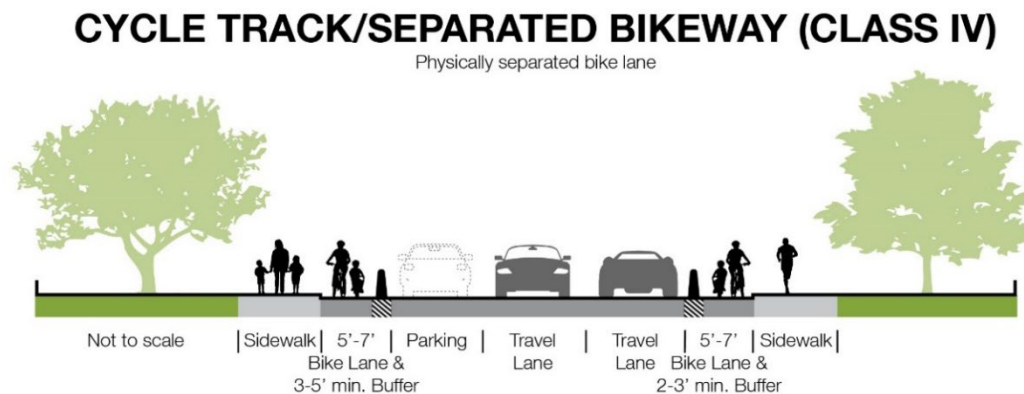 CYCLE TRACK/SEPARATED BIKEWAY (CLASS IV)
Physically separated bike lane
Not to scale
Sidewalk
5'-7'
Bike Lane &
3-5' min. Buffer
Parking
Travel
Lane
Travel
Lane
5'-7'
Bike Lane &
2-3' min. Buffer
Sidewalk